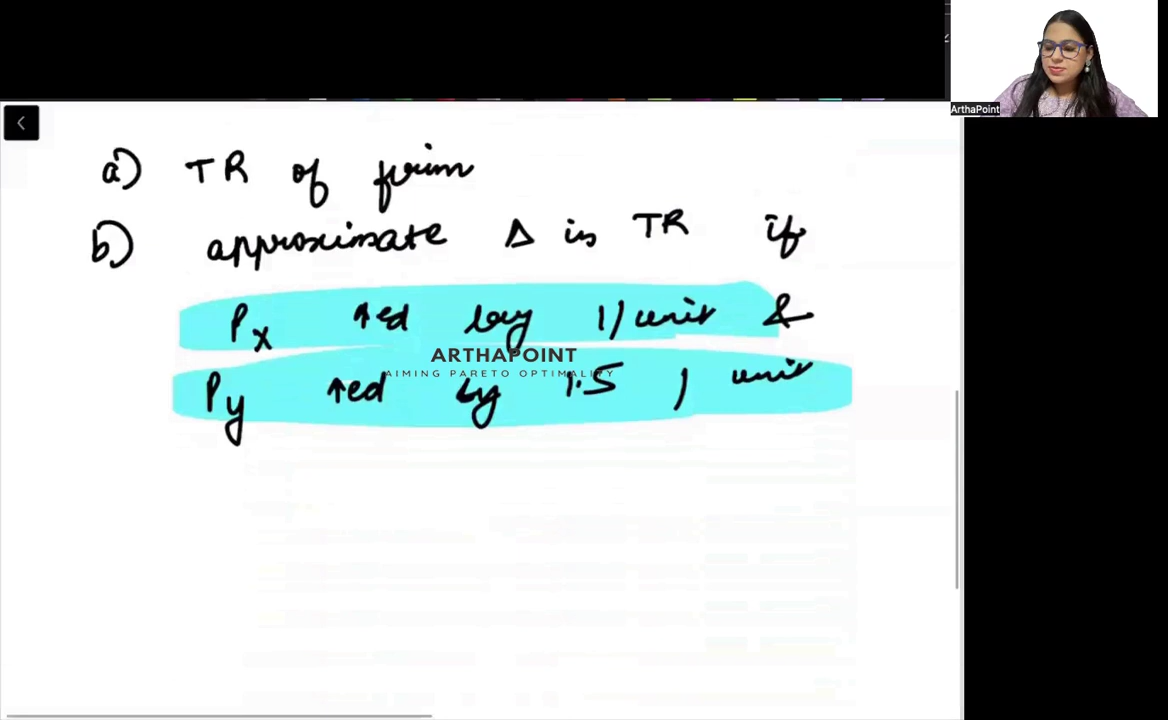 ArthaPoint
a) TR of firm
b) approximate Δ in TR if
Px ↑ed by 1/unit &
ARTHAPOINT
AIMING PARETO OPTIMALITY
Py ↑ed by 1.5 / unit